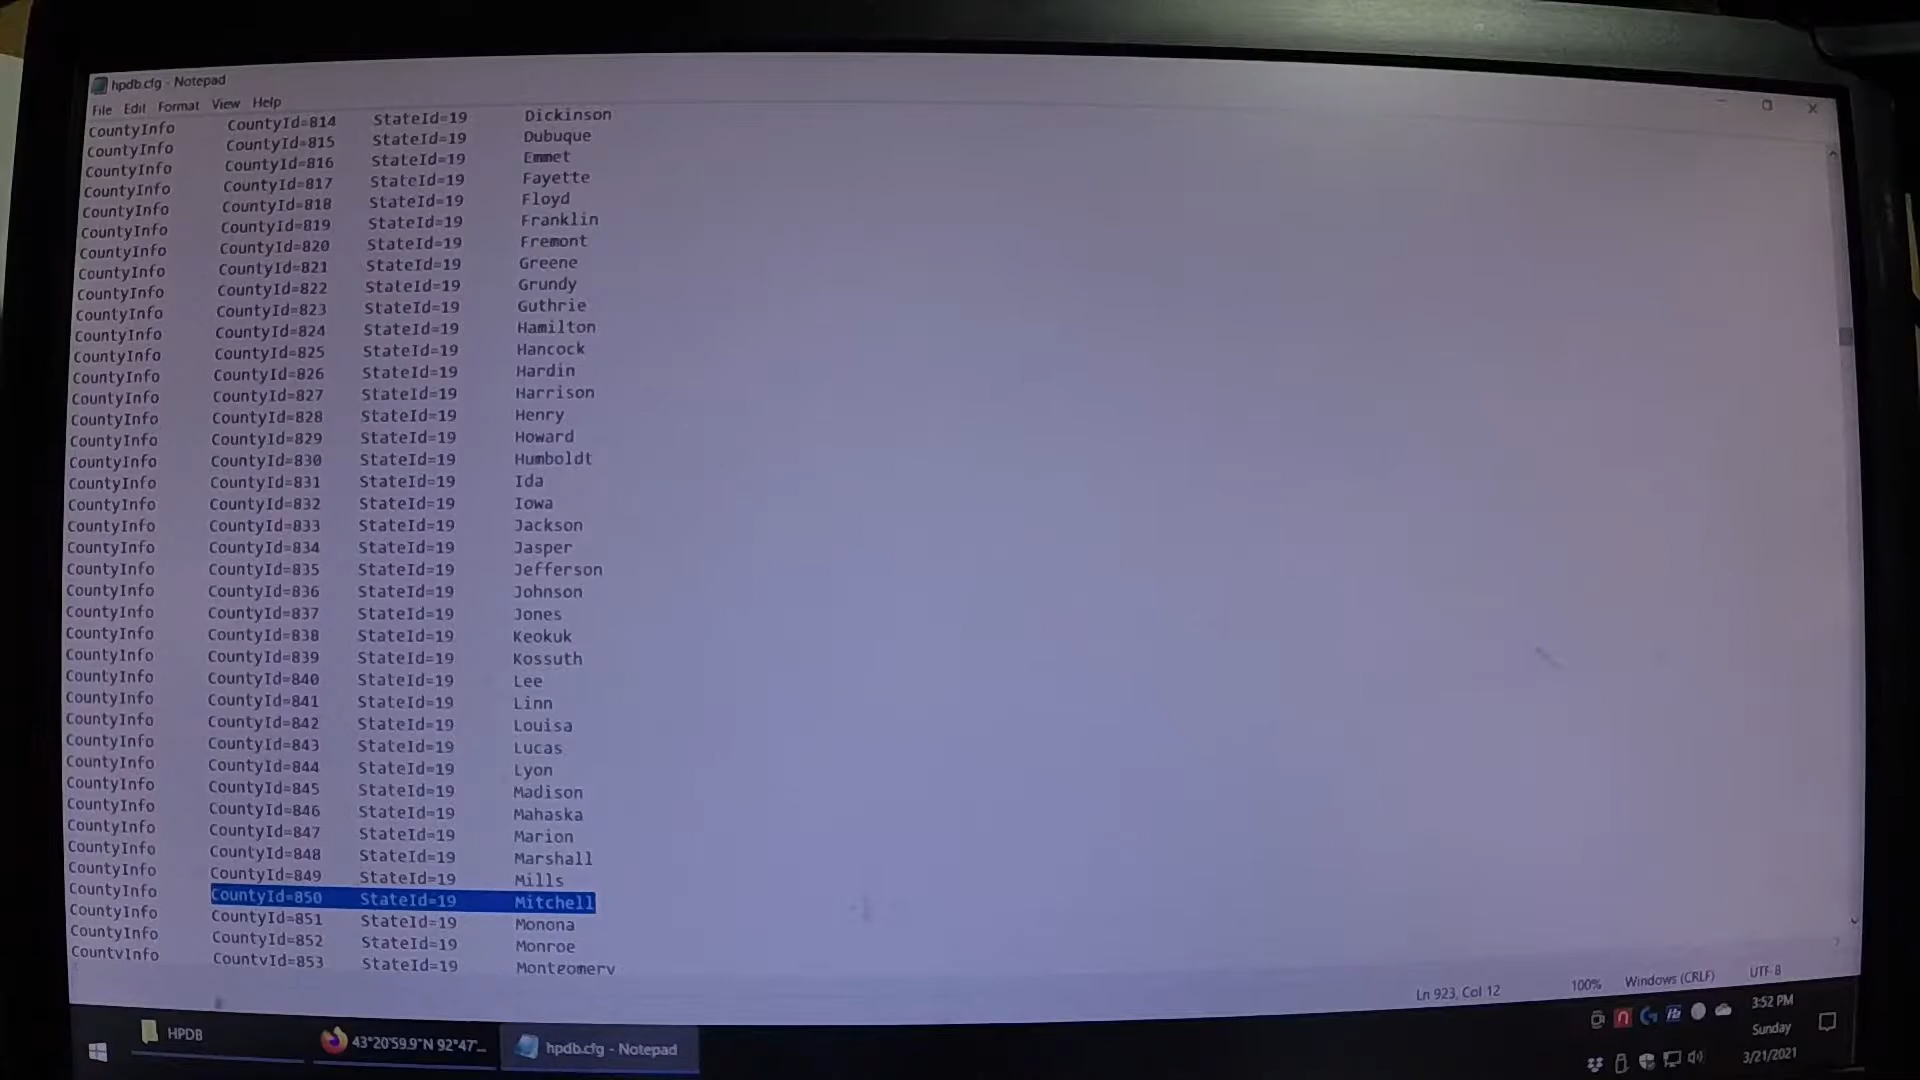 hpdb.cfg - Notepad
File Edit Format View Help
CountyInfo CountyId=814 StateId=19 Dickinson
CountyInfo CountyId=815 StateId=19 Dubuque
CountyInfo CountyId=816 StateId=19 Emmet
CountyInfo CountyId=817 StateId=19 Fayette
CountyInfo CountyId=818 StateId=19 Floyd
CountyInfo CountyId=819 StateId=19 Franklin
CountyInfo CountyId=820 StateId=19 Fremont
CountyInfo CountyId=821 StateId=19 Greene
CountyInfo CountyId=822 StateId=19 Grundy
CountyInfo CountyId=823 StateId=19 Guthrie
CountyInfo CountyId=824 StateId=19 Hamilton
CountyInfo CountyId=825 StateId=19 Hancock
CountyInfo CountyId=826 StateId=19 Hardin
CountyInfo CountyId=827 StateId=19 Harrison
CountyInfo CountyId=828 StateId=19 Henry
CountyInfo CountyId=829 StateId=19 Howard
CountyInfo CountyId=830 StateId=19 Humboldt
CountyInfo CountyId=831 StateId=19 Ida
CountyInfo CountyId=832 StateId=19 Iowa
CountyInfo CountyId=833 StateId=19 Jackson
CountyInfo CountyId=834 StateId=19 Jasper
CountyInfo CountyId=835 StateId=19 Jefferson
CountyInfo CountyId=836 StateId=19 Johnson
CountyInfo CountyId=837 StateId=19 Jones
CountyInfo CountyId=838 StateId=19 Keokuk
CountyInfo CountyId=839 StateId=19 Kossuth
CountyInfo CountyId=840 StateId=19 Lee
CountyInfo CountyId=841 StateId=19 Linn
CountyInfo CountyId=842 StateId=19 Louisa
CountyInfo CountyId=843 StateId=19 Lucas
CountyInfo CountyId=844 StateId=19 Lyon
CountyInfo CountyId=845 StateId=19 Madison
CountyInfo CountyId=846 StateId=19 Mahaska
CountyInfo CountyId=847 StateId=19 Marion
CountyInfo CountyId=848 StateId=19 Marshall
CountyInfo CountyId=849 StateId=19 Mills
CountyInfo CountyId=850 StateId=19 Mitchell
CountyInfo CountyId=851 StateId=19 Monona
CountyInfo CountyId=852 StateId=19 Monroe
CountyInfo CountyId=853 StateId=19 Montgomery
Ln 923, Col 12 100% Windows (CRLF) UTF-8
HPDB
43°20'59.9"N 92°47'...
hpdb.cfg - Notepad
3:52 PM
Sunday
3/21/2021